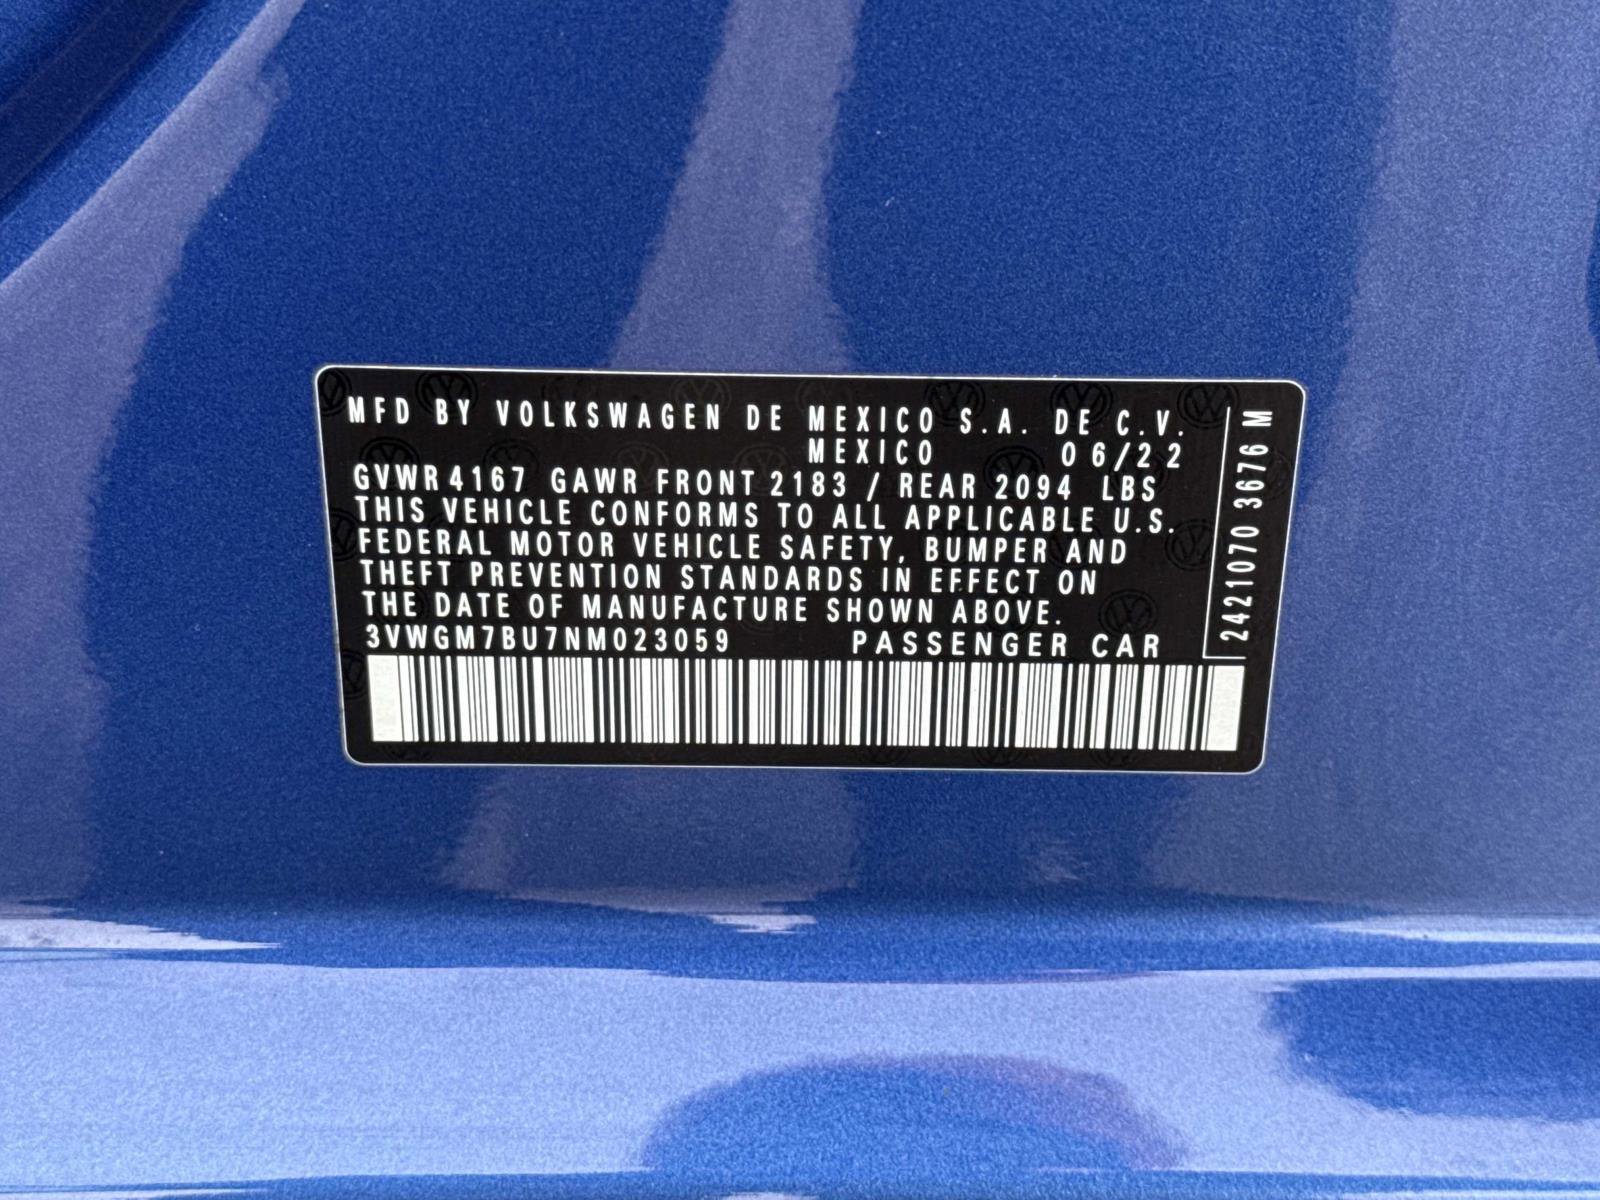 MFD BY VOLKSWAGEN DE MEXICO S.A. DE C.V.
MEXICO 06/22
GVWR 4167 GAWR FRONT 2183 / REAR 2094 LBS
THIS VEHICLE CONFORMS TO ALL APPLICABLE U.S.
FEDERAL MOTOR VEHICLE SAFETY, BUMPER AND
THEFT PREVENTION STANDARDS IN EFFECT ON
THE DATE OF MANUFACTURE SHOWN ABOVE.
3VWGM7BU7NM023059 PASSENGER CAR
2421070 3676 M